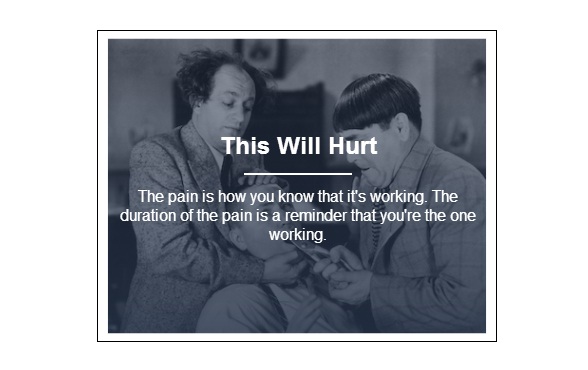 This Will Hurt
The pain is how you know that it's working. The
duration of the pain is a reminder that you're the one
working.